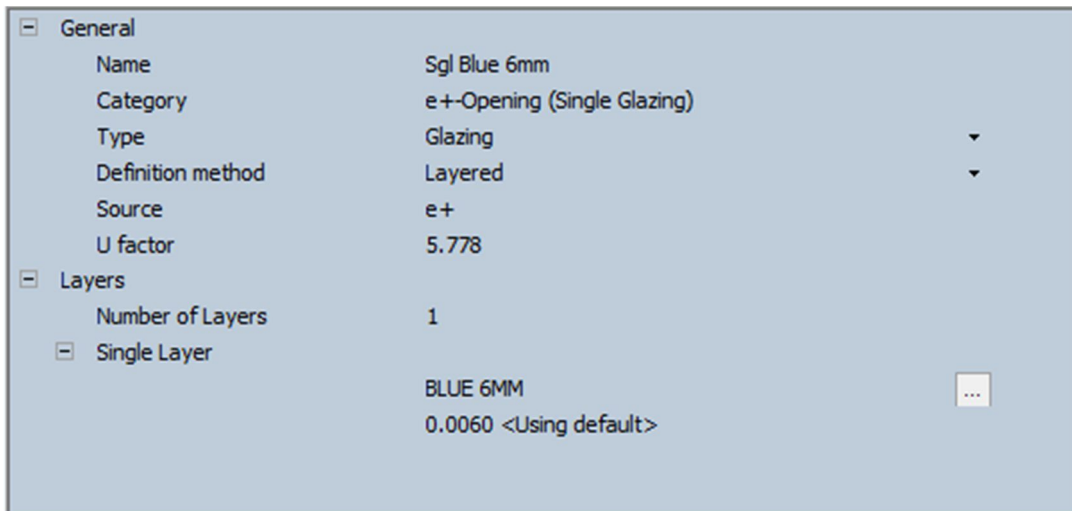 General
Name Sgl Blue 6mm
Category e+-Opening (Single Glazing)
Type Glazing
Definition method Layered
Source e+
U factor 5.778
Layers
Number of Layers 1
Single Layer
BLUE 6MM ...
0.0060 <Using default>